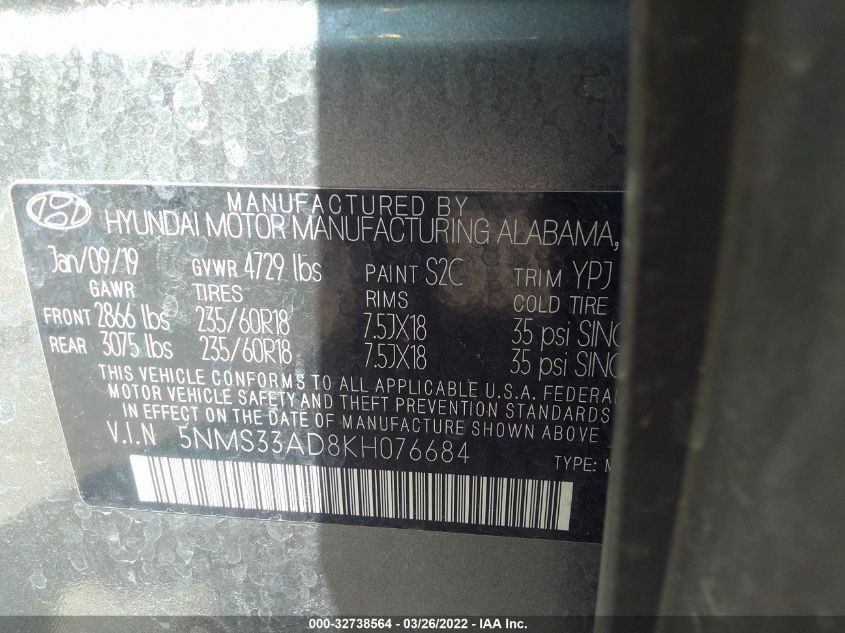 MANUFACTURED BY
HYUNDAI MOTOR MANUFACTURING ALABAMA,
Jan/09/19 GVWR 4729 lbs PAINT S2C TRIM YPJ
GAWR TIRES RIMS COLD TIRE
FRONT 2866 lbs 235/60R18 7.5JX18 35 psi SING
REAR 3075 lbs 235/60R18 7.5JX18 35 psi SING
THIS VEHICLE CONFORMS TO ALL APPLICABLE U.S.A. FEDERAL
MOTOR VEHICLE SAFETY AND THEFT PREVENTION STANDARDS
IN EFFECT ON THE DATE OF MANUFACTURE SHOWN ABOVE
V.I.N 5NMS33AD8KH076684
TYPE: M
000-32738564 - 03/26/2022 - IAA Inc.